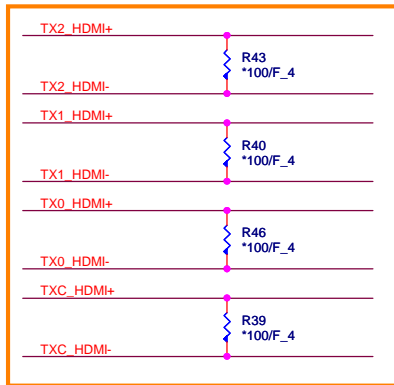 TX2_HDMI+
R43
*100/F_4
TX2_HDMI-
TX1_HDMI+
R40
*100/F_4
TX1_HDMI-
TX0_HDMI+
R46
*100/F_4
TX0_HDMI-
TXC_HDMI+
R39
*100/F_4
TXC_HDMI-